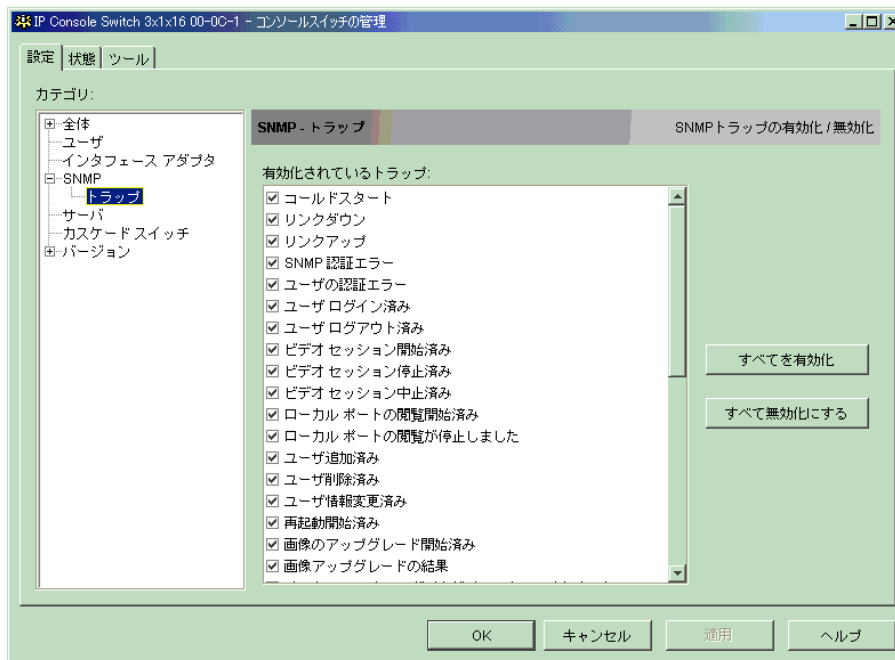 IP Console Switch 3x1x16 00-0C-1 - コンソールスイッチの管理
設定 状態 ツール
カテゴリ:
全体
ユーザ
インタフェース アダプタ
SNMP
トラップ
サーバ
カスケード スイッチ
バージョン
SNMP - トラップ
SNMPトラップの有効化/無効化
有効化されているトラップ:
コールドスタート
リンクダウン
リンクアップ
SNMP 認証エラー
ユーザの認証エラー
ユーザ ログイン済み
ユーザ ログアウト済み
ビデオ セッション開始済み
ビデオ セッション停止済み
ビデオ セッション中止済み
ローカル ポートの閲覧開始済み
ローカル ポートの閲覧が停止しました
ユーザ追加済み
ユーザ削除済み
ユーザ情報変更済み
再起動開始済み
画像のアップグレード開始済み
画像アップグレードの結果
すべてを有効化
すべて無効化にする
OK キャンセル 適用 ヘルプ